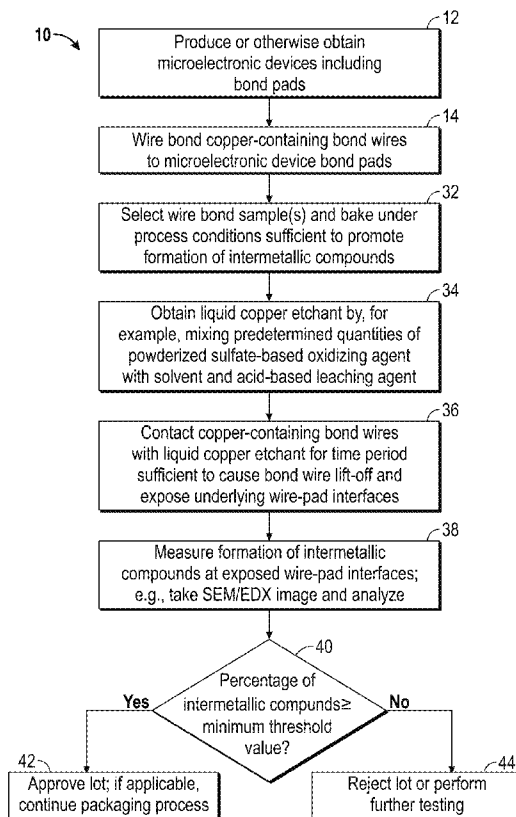 10
12
Produce or otherwise obtain
microelectronic devices including
bond pads
14
Wire bond copper-containing bond wires
to microelectronic device bond pads
32
Select wire bond sample(s) and bake under
process conditions sufficient to promote
formation of intermetallic compounds
34
Obtain liquid copper etchant by, for
example, mixing predetermined quantities of
powderized sulfate-based oxidizing agent
with solvent and acid-based leaching agent
36
Contact copper-containing bond wires
with liquid copper etchant for time period
sufficient to cause bond wire lift-off and
expose underlying wire-pad interfaces
38
Measure formation of intermetallic
compounds at exposed wire-pad interfaces;
e.g., take SEM/EDX image and analyze
40
Percentage of
intermetallic compunds≥
minimum threshold
value?
Yes
No
42
Approve lot; if applicable,
continue packaging process
44
Reject lot or perform
further testing